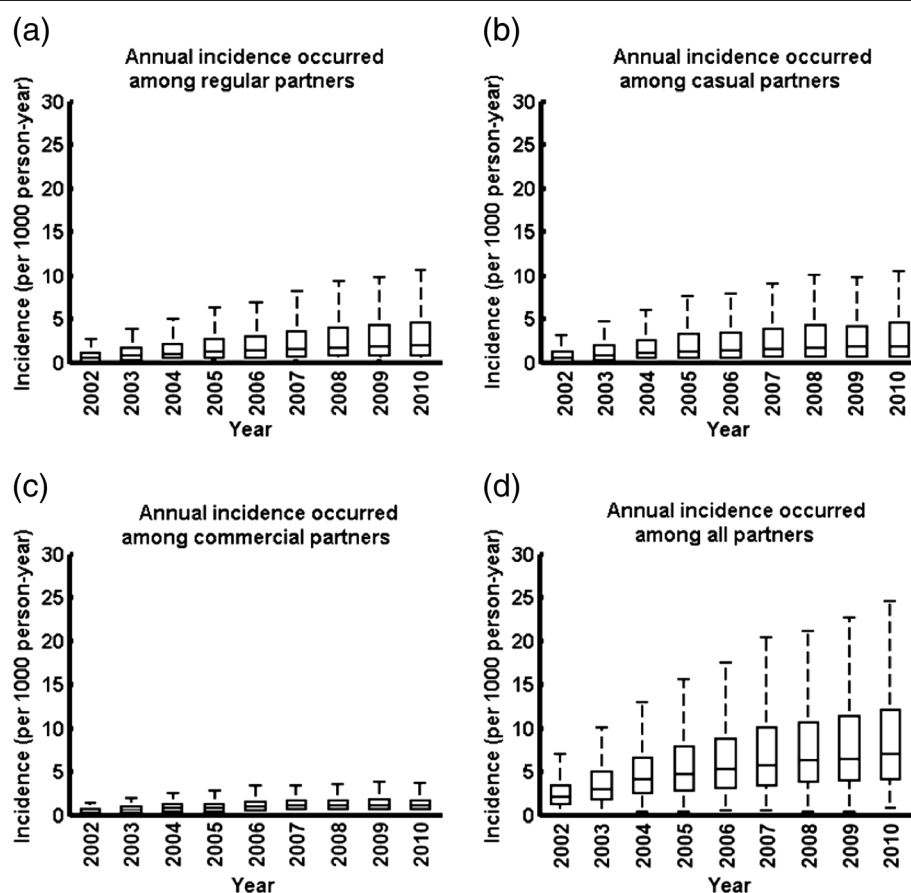 (a)
Annual incidence occurred
among regular partners
Incidence (per 1000 person-year)
30
25
20
15
10
5
0
2002 2003 2004 2005 2006 2007 2008 2009 2010
Year
(b)
Annual incidence occurred
among casual partners
Incidence (per 1000 person-year)
30
25
20
15
10
5
0
2002 2003 2004 2005 2006 2007 2008 2009 2010
Year
(c)
Annual incidence occurred
among commercial partners
Incidence (per 1000 person-year)
30
25
20
15
10
5
0
2002 2003 2004 2005 2006 2007 2008 2009 2010
Year
(d)
Annual incidence occurred
among all partners
Incidence (per 1000 person-year)
30
25
20
15
10
5
0
2002 2003 2004 2005 2006 2007 2008 2009 2010
Year